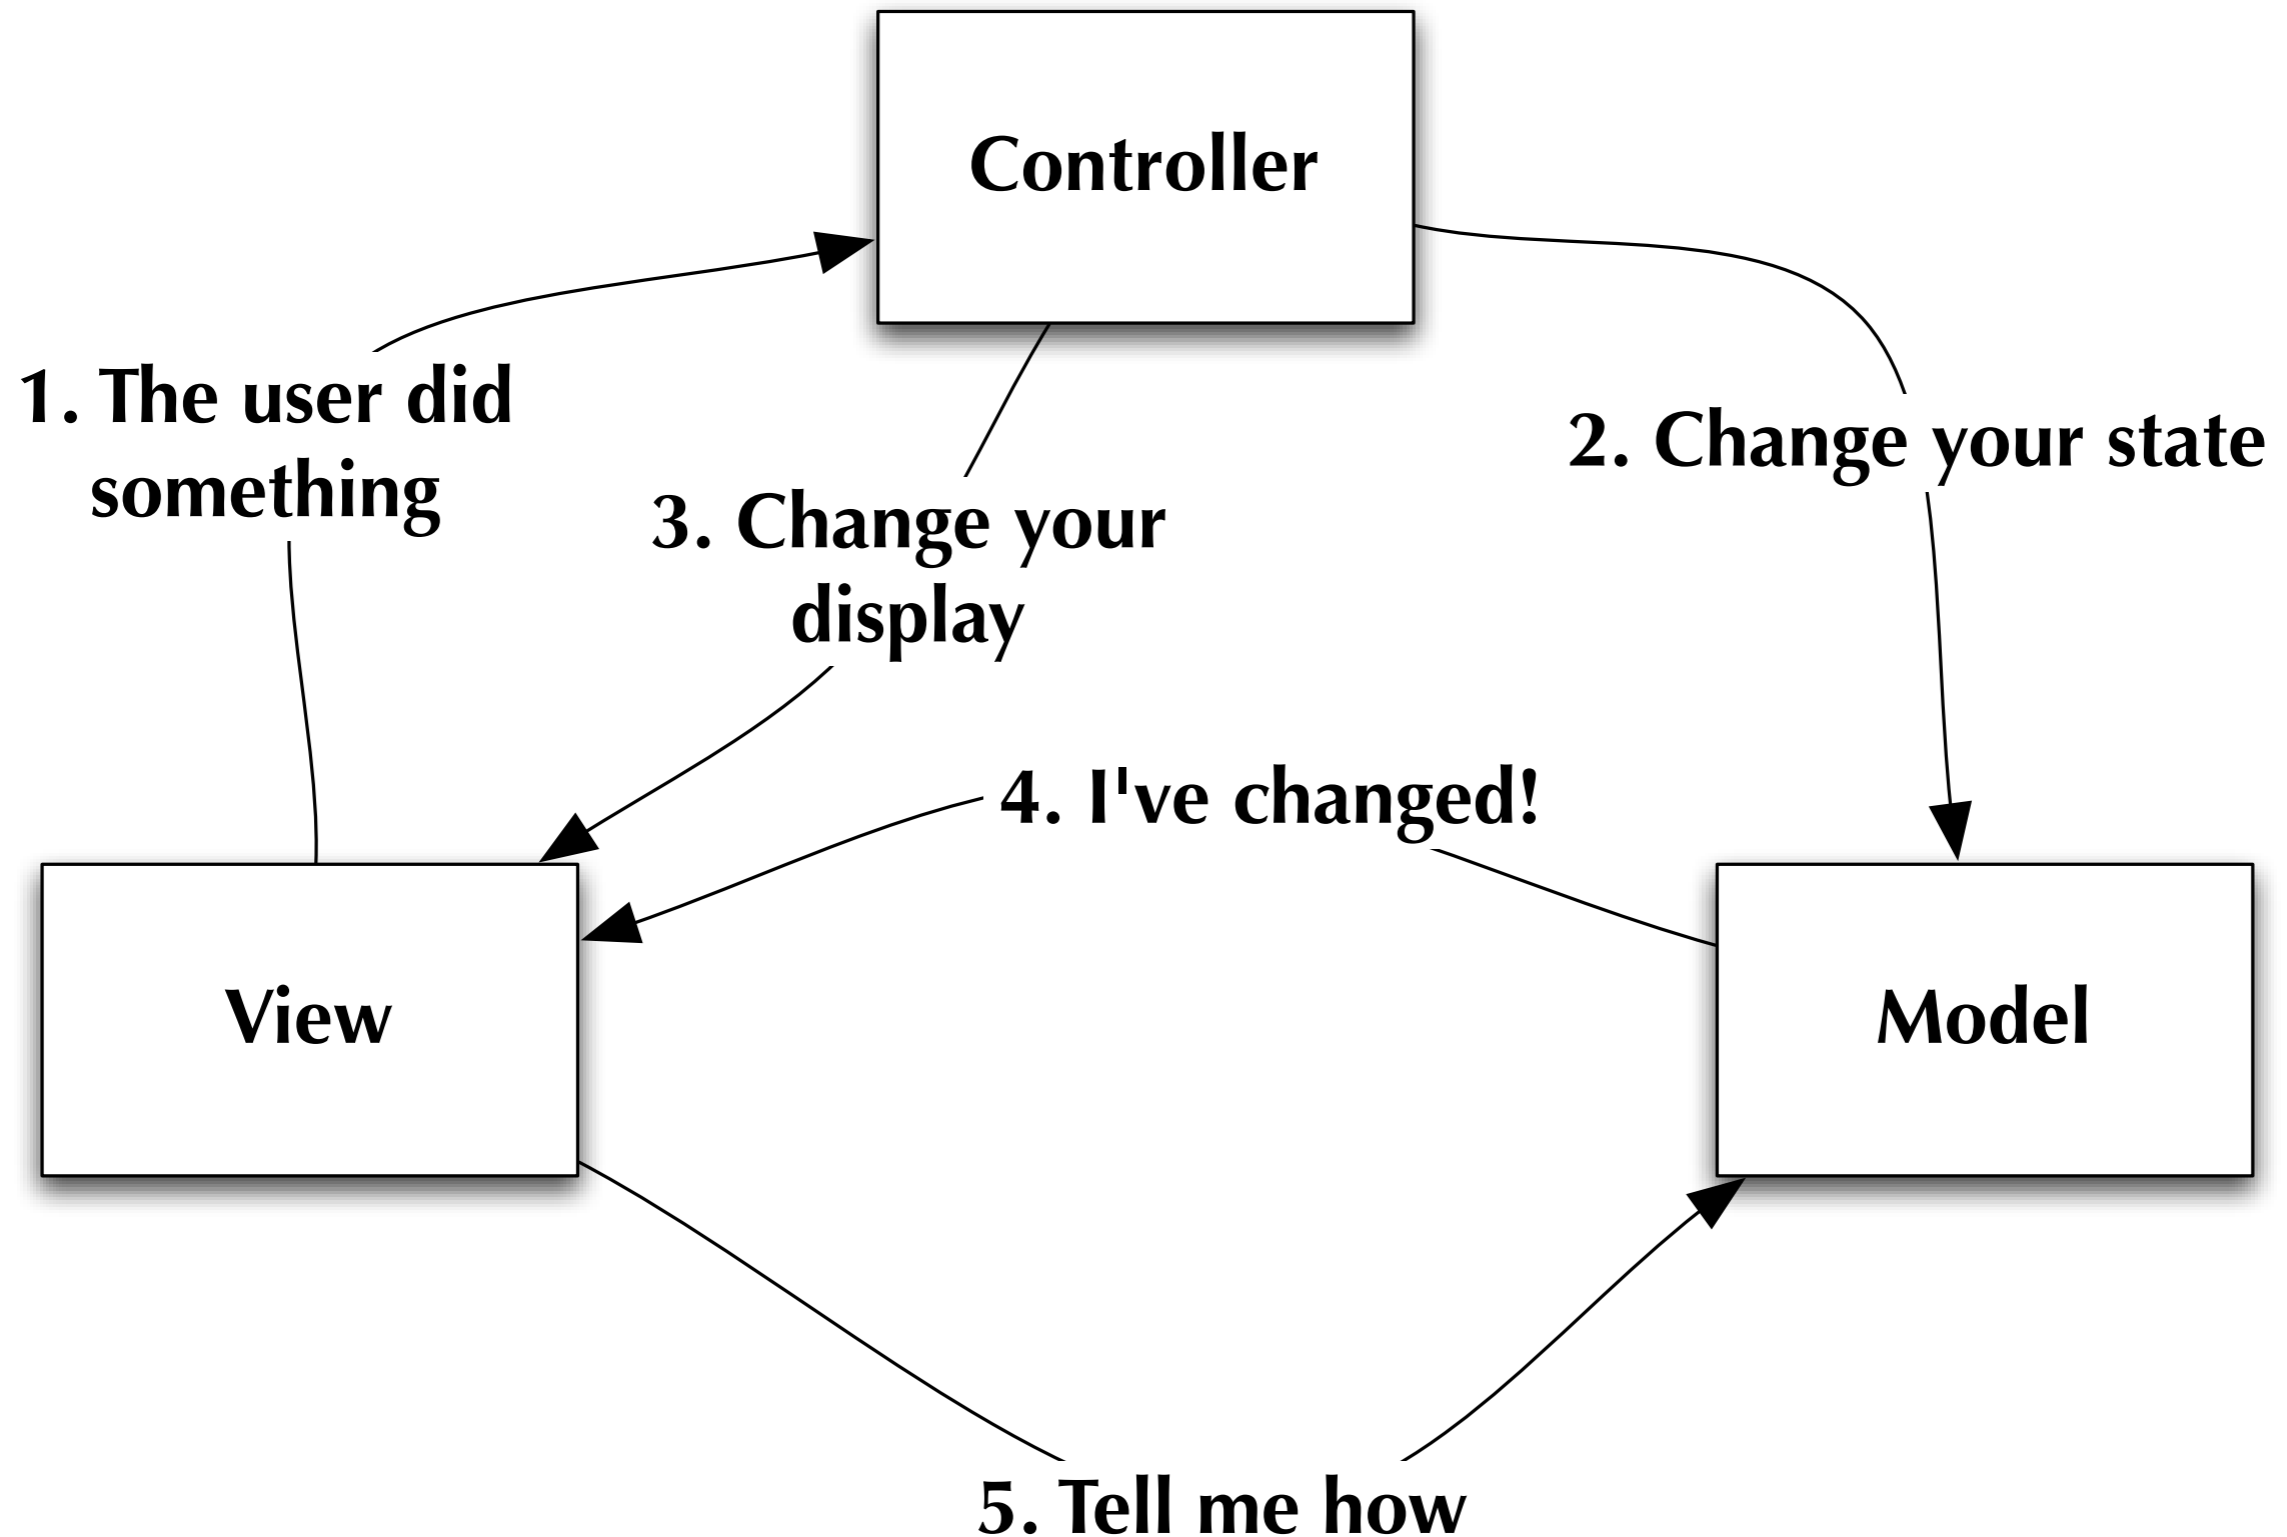 Controller
1. The user did
something
2. Change your state
3. Change your
display
4. I've changed!
View
Model
5. Tell me how